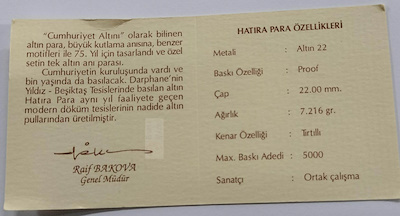 "Cumhuriyet Altını" olarak bilinen
altın para, büyük kutlama anısına, benzer
motifleri ile 75. Yıl için tasarlandı ve özel
setin tek altın anı parası.
Cumhuriyetin kuruluşunda vardı ve
bin yaşında da basılacak. Darphane'nin
Yıldız - Beşiktaş Tesislerinde basılan altın
Hatıra Para aynı yıl faaliyete geçen
modern döküm tesislerinin nadide altın
pullarından üretilmiştir.
Raif BAKOVA
Genel Müdür
HATIRA PARA ÖZELLİKLERİ
Metali : Altın 22
Baskı Özelliği : Proof
Çap : 22.00 mm.
Ağırlık : 7.216 gr.
Kenar Özelliği : Tırtıllı
Max. Baskı Adedi : 5000
Sanatçı : Ortak çalışma